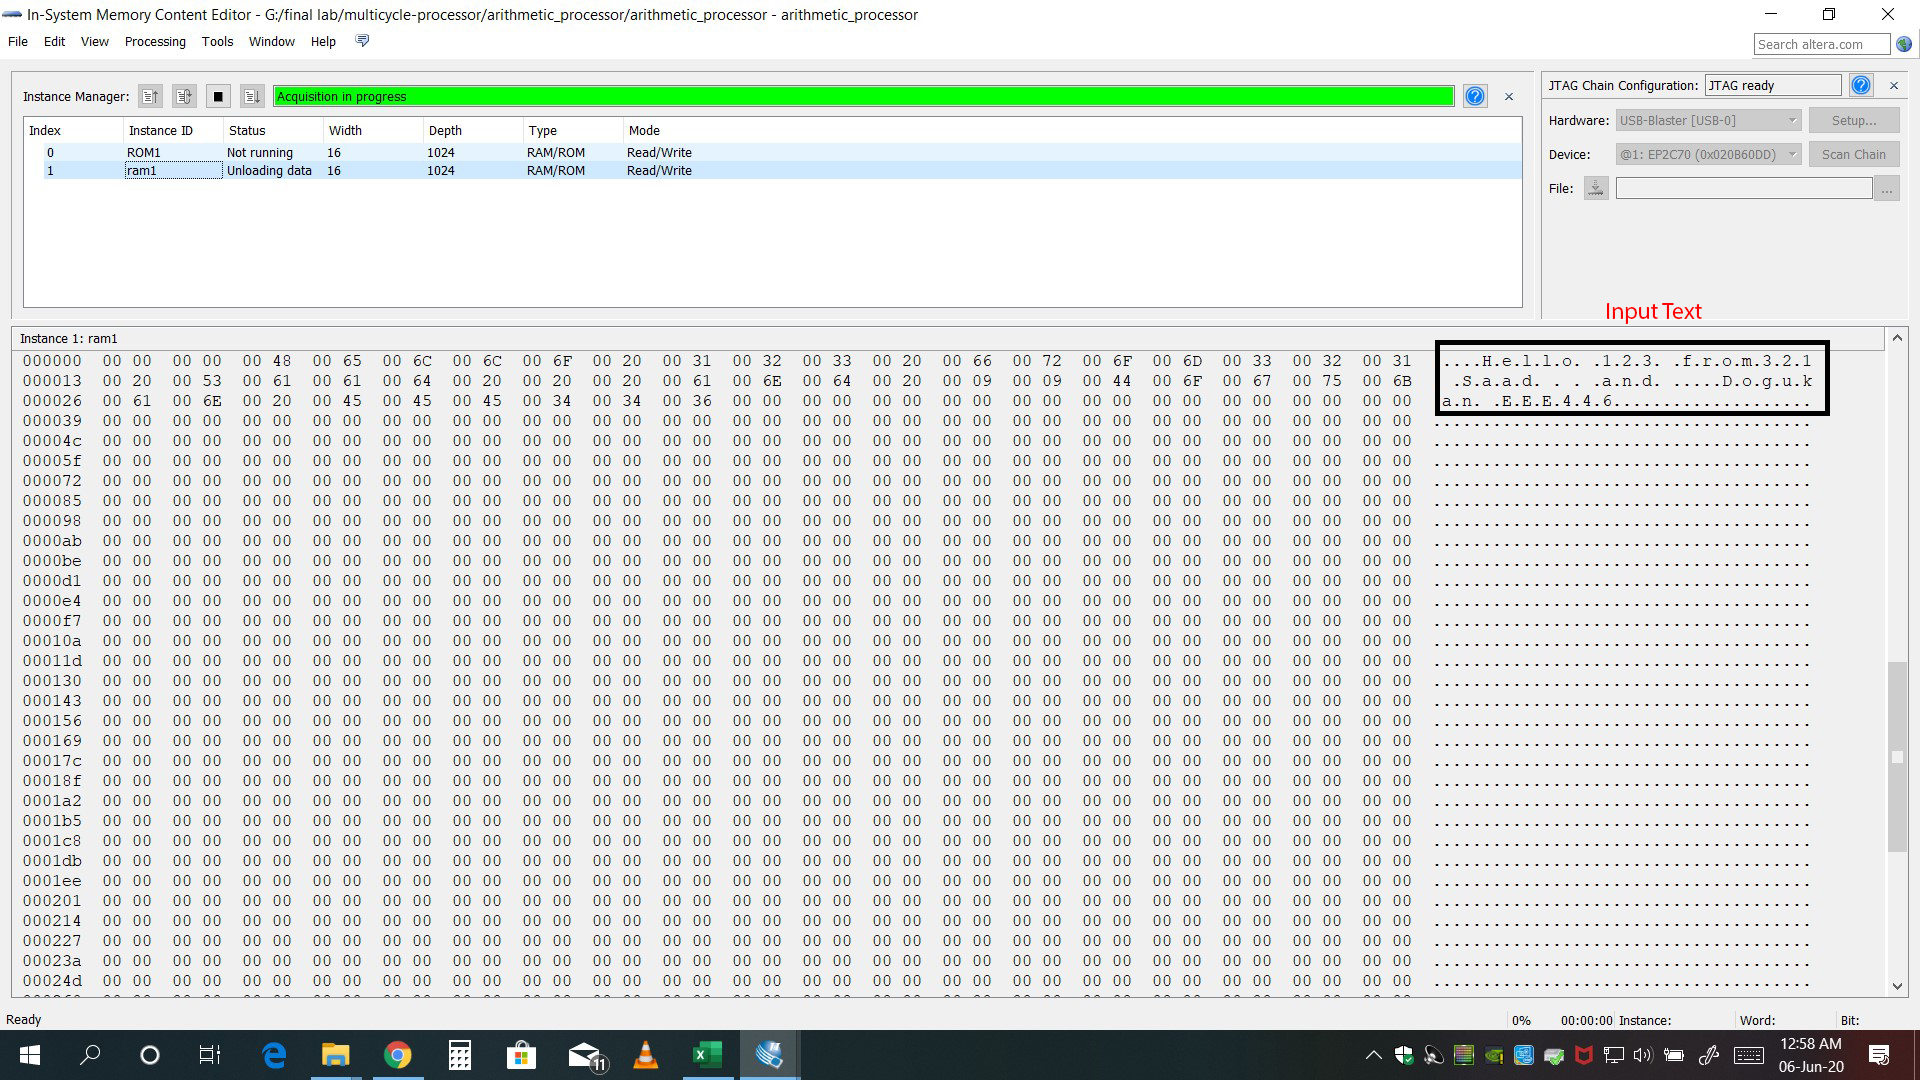 In-System Memory Content Editor - G:/final lab/multicycle-processor/arithmetic_processor/arithmetic_processor - arithmetic_processor
File Edit View Processing Tools Window Help
Search altera.com
Instance Manager: Acquisition in progress
JTAG Chain Configuration: JTAG ready
Index Instance ID Status Width Depth Type Mode
0 ROM1 Not running 16 1024 RAM/ROM Read/Write
1 ram1 Unloading data 16 1024 RAM/ROM Read/Write
Hardware: USB-Blaster [USB-0] Setup...
Device: @1: EP2C70 (0x020B60DD) Scan Chain
File: ...
Input Text
Instance 1: ram1
000000 00 00 00 00 00 48 00 65 00 6C 00 6C 00 6F 00 20 00 31 00 32 00 33 00 20 00 66 00 72 00 6F 00 6D 00 33 00 32 00 31 ....H.e.l.l.o. .1.2.3. .f.r.o.m.3.2.1
000013 00 20 00 53 00 61 00 61 00 64 00 20 00 20 00 20 00 61 00 6E 00 64 00 20 00 09 00 09 00 44 00 6F 00 67 00 75 00 6B . .S.a.a.d. . . .a.n.d. .....D.o.g.u.k
000026 00 61 00 6E 00 20 00 45 00 45 00 45 00 34 00 34 00 36 00 00 00 00 00 00 00 00 00 00 00 00 00 00 00 00 00 00 00 00 .a.n. .E.E.E.4.4.6....................
000039 00 00 00 00 00 00 00 00 00 00 00 00 00 00 00 00 00 00 00 00 00 00 00 00 00 00 00 00 00 00 00 00 00 00 00 00 00 00 ......................................
00004c 00 00 00 00 00 00 00 00 00 00 00 00 00 00 00 00 00 00 00 00 00 00 00 00 00 00 00 00 00 00 00 00 00 00 00 00 00 00 ......................................
00005f 00 00 00 00 00 00 00 00 00 00 00 00 00 00 00 00 00 00 00 00 00 00 00 00 00 00 00 00 00 00 00 00 00 00 00 00 00 00 ......................................
000072 00 00 00 00 00 00 00 00 00 00 00 00 00 00 00 00 00 00 00 00 00 00 00 00 00 00 00 00 00 00 00 00 00 00 00 00 00 00 ......................................
000085 00 00 00 00 00 00 00 00 00 00 00 00 00 00 00 00 00 00 00 00 00 00 00 00 00 00 00 00 00 00 00 00 00 00 00 00 00 00 ......................................
000098 00 00 00 00 00 00 00 00 00 00 00 00 00 00 00 00 00 00 00 00 00 00 00 00 00 00 00 00 00 00 00 00 00 00 00 00 00 00 ......................................
0000ab 00 00 00 00 00 00 00 00 00 00 00 00 00 00 00 00 00 00 00 00 00 00 00 00 00 00 00 00 00 00 00 00 00 00 00 00 00 00 ......................................
0000be 00 00 00 00 00 00 00 00 00 00 00 00 00 00 00 00 00 00 00 00 00 00 00 00 00 00 00 00 00 00 00 00 00 00 00 00 00 00 ......................................
0000d1 00 00 00 00 00 00 00 00 00 00 00 00 00 00 00 00 00 00 00 00 00 00 00 00 00 00 00 00 00 00 00 00 00 00 00 00 00 00 ......................................
0000e4 00 00 00 00 00 00 00 00 00 00 00 00 00 00 00 00 00 00 00 00 00 00 00 00 00 00 00 00 00 00 00 00 00 00 00 00 00 00 ......................................
0000f7 00 00 00 00 00 00 00 00 00 00 00 00 00 00 00 00 00 00 00 00 00 00 00 00 00 00 00 00 00 00 00 00 00 00 00 00 00 00 ......................................
00010a 00 00 00 00 00 00 00 00 00 00 00 00 00 00 00 00 00 00 00 00 00 00 00 00 00 00 00 00 00 00 00 00 00 00 00 00 00 00 ......................................
00011d 00 00 00 00 00 00 00 00 00 00 00 00 00 00 00 00 00 00 00 00 00 00 00 00 00 00 00 00 00 00 00 00 00 00 00 00 00 00 ......................................
000130 00 00 00 00 00 00 00 00 00 00 00 00 00 00 00 00 00 00 00 00 00 00 00 00 00 00 00 00 00 00 00 00 00 00 00 00 00 00 ......................................
000143 00 00 00 00 00 00 00 00 00 00 00 00 00 00 00 00 00 00 00 00 00 00 00 00 00 00 00 00 00 00 00 00 00 00 00 00 00 00 ......................................
000156 00 00 00 00 00 00 00 00 00 00 00 00 00 00 00 00 00 00 00 00 00 00 00 00 00 00 00 00 00 00 00 00 00 00 00 00 00 00 ......................................
000169 00 00 00 00 00 00 00 00 00 00 00 00 00 00 00 00 00 00 00 00 00 00 00 00 00 00 00 00 00 00 00 00 00 00 00 00 00 00 ......................................
00017c 00 00 00 00 00 00 00 00 00 00 00 00 00 00 00 00 00 00 00 00 00 00 00 00 00 00 00 00 00 00 00 00 00 00 00 00 00 00 ......................................
00018f 00 00 00 00 00 00 00 00 00 00 00 00 00 00 00 00 00 00 00 00 00 00 00 00 00 00 00 00 00 00 00 00 00 00 00 00 00 00 ......................................
0001a2 00 00 00 00 00 00 00 00 00 00 00 00 00 00 00 00 00 00 00 00 00 00 00 00 00 00 00 00 00 00 00 00 00 00 00 00 00 00 ......................................
0001b5 00 00 00 00 00 00 00 00 00 00 00 00 00 00 00 00 00 00 00 00 00 00 00 00 00 00 00 00 00 00 00 00 00 00 00 00 00 00 ......................................
0001c8 00 00 00 00 00 00 00 00 00 00 00 00 00 00 00 00 00 00 00 00 00 00 00 00 00 00 00 00 00 00 00 00 00 00 00 00 00 00 ......................................
0001db 00 00 00 00 00 00 00 00 00 00 00 00 00 00 00 00 00 00 00 00 00 00 00 00 00 00 00 00 00 00 00 00 00 00 00 00 00 00 ......................................
0001ee 00 00 00 00 00 00 00 00 00 00 00 00 00 00 00 00 00 00 00 00 00 00 00 00 00 00 00 00 00 00 00 00 00 00 00 00 00 00 ......................................
000201 00 00 00 00 00 00 00 00 00 00 00 00 00 00 00 00 00 00 00 00 00 00 00 00 00 00 00 00 00 00 00 00 00 00 00 00 00 00 ......................................
000214 00 00 00 00 00 00 00 00 00 00 00 00 00 00 00 00 00 00 00 00 00 00 00 00 00 00 00 00 00 00 00 00 00 00 00 00 00 00 ......................................
000227 00 00 00 00 00 00 00 00 00 00 00 00 00 00 00 00 00 00 00 00 00 00 00 00 00 00 00 00 00 00 00 00 00 00 00 00 00 00 ......................................
00023a 00 00 00 00 00 00 00 00 00 00 00 00 00 00 00 00 00 00 00 00 00 00 00 00 00 00 00 00 00 00 00 00 00 00 00 00 00 00 ......................................
00024d 00 00 00 00 00 00 00 00 00 00 00 00 00 00 00 00 00 00 00 00 00 00 00 00 00 00 00 00 00 00 00 00 00 00 00 00 00 00 ......................................
Ready 0% 00:00:00 Instance: Word: Bit:
11
12:58 AM
06-Jun-20